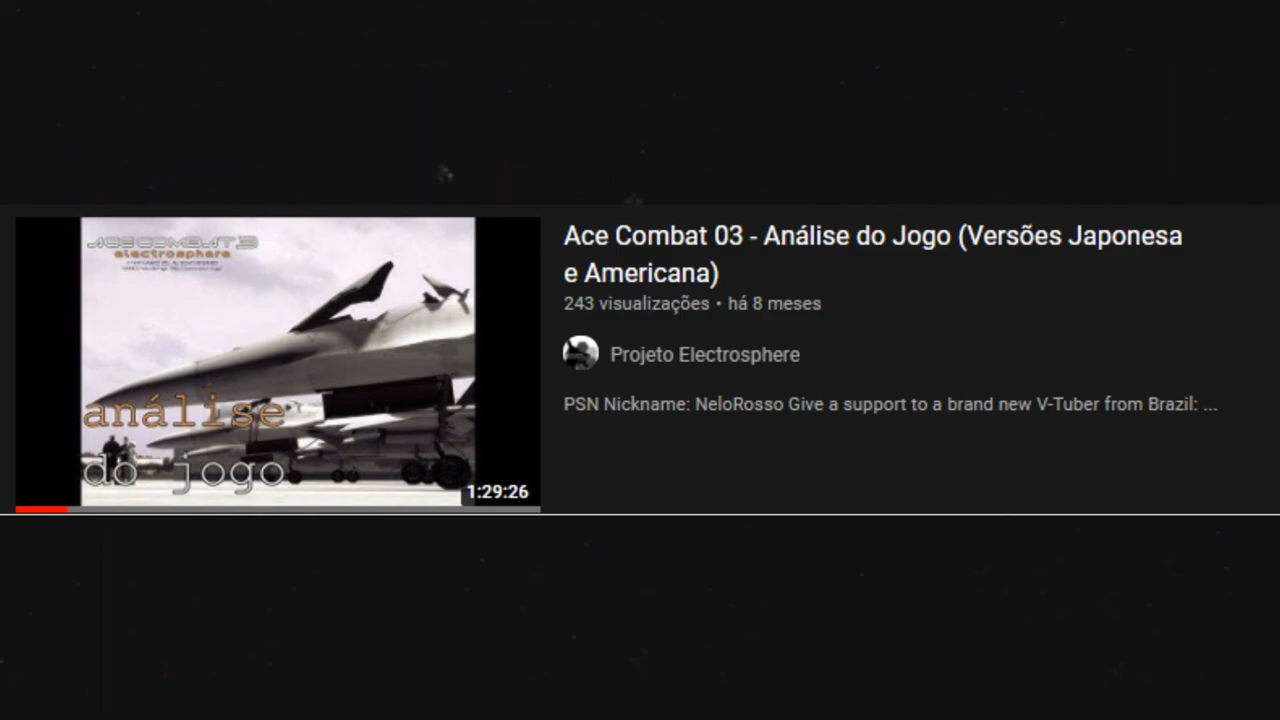 ACE COMBAT 3
electrosphere
análise
do jogo
1:29:26
Ace Combat 03 - Análise do Jogo (Versões Japonesa
e Americana)
243 visualizações • há 8 meses
Projeto Electrosphere
PSN Nickname: NeloRosso Give a support to a brand new V-Tuber from Brazil: ...